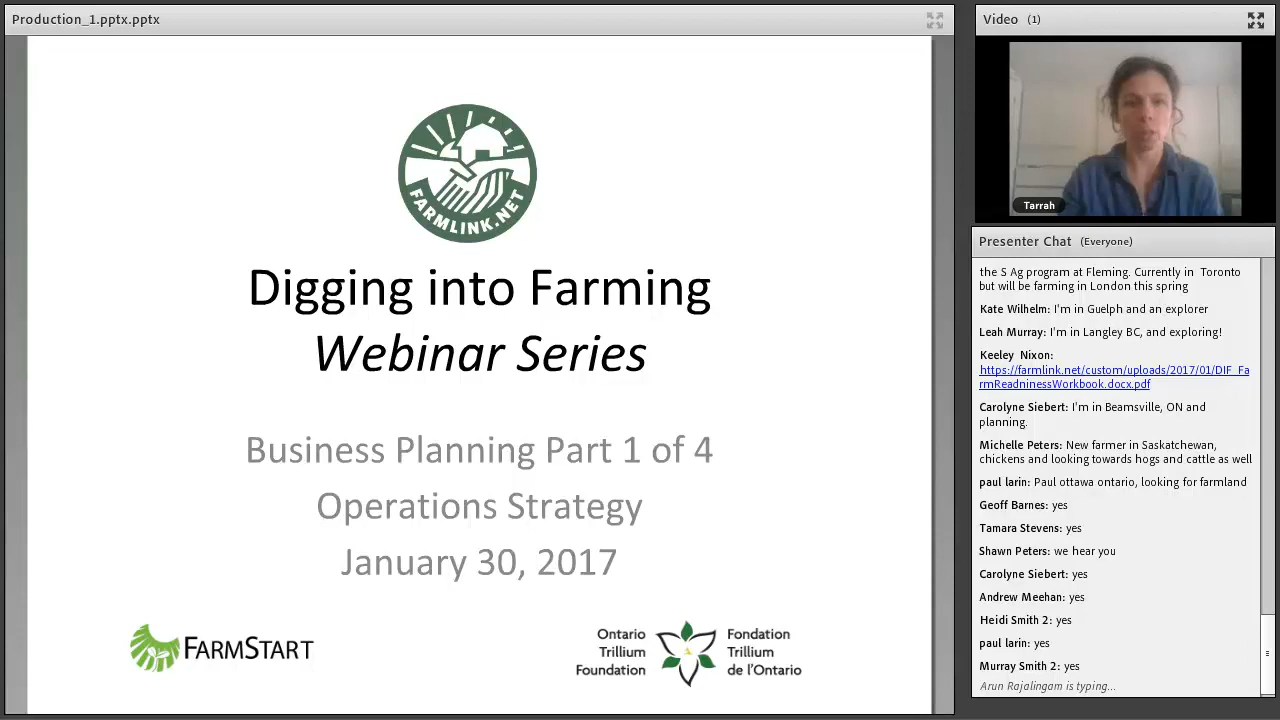 Production_1.pptx.pptx
FARMLINK.NET
Digging into Farming
Webinar Series
Business Planning Part 1 of 4
Operations Strategy
January 30, 2017
FARMSTART
Ontario
Trillium
Foundation
Fondation
Trillium
de l'Ontario
Video (1)
Tarrah
Presenter Chat (Everyone)
the S Ag program at Fleming. Currently in Toronto
but will be farming in London this spring
Kate Wilhelm: I'm in Guelph and an explorer
Leah Murray: I'm in Langley BC, and exploring!
Keeley Nixon:
https://farmlink.net/custom/uploads/2017/01/DIF_Fa
rmReadninessWorkbook.docx.pdf
Carolyne Siebert: I'm in Beamsville, ON and
planning.
Michelle Peters: New farmer in Saskatchewan,
chickens and looking towards hogs and cattle as well
paul larin: Paul ottawa ontario, looking for farmland
Geoff Barnes: yes
Tamara Stevens: yes
Shawn Peters: we hear you
Carolyne Siebert: yes
Andrew Meehan: yes
Heidi Smith 2: yes
paul larin: yes
Murray Smith 2: yes
Arun Rajalingam is typing...